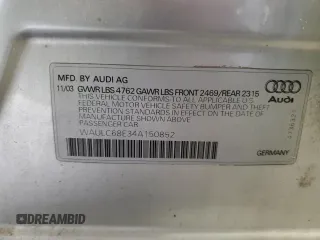 MFD. BY AUDI AG
11/03 GVWR LBS 4762 GAWR LBS FRONT 2469/REAR 2315
THIS VEHICLE CONFORMS TO ALL APPLICABLE U.S.
FEDERAL MOTOR VEHICLE SAFETY BUMPER AND THEFT
PREVENTION STANDARDS IN EFFECT ON THE DATE OF
MANUFACTURE SHOWN ABOVE
PASSENGER CAR
WAULC68E34A150852
Audi
GERMANY
© DREAMBID
DREAMBID.COM